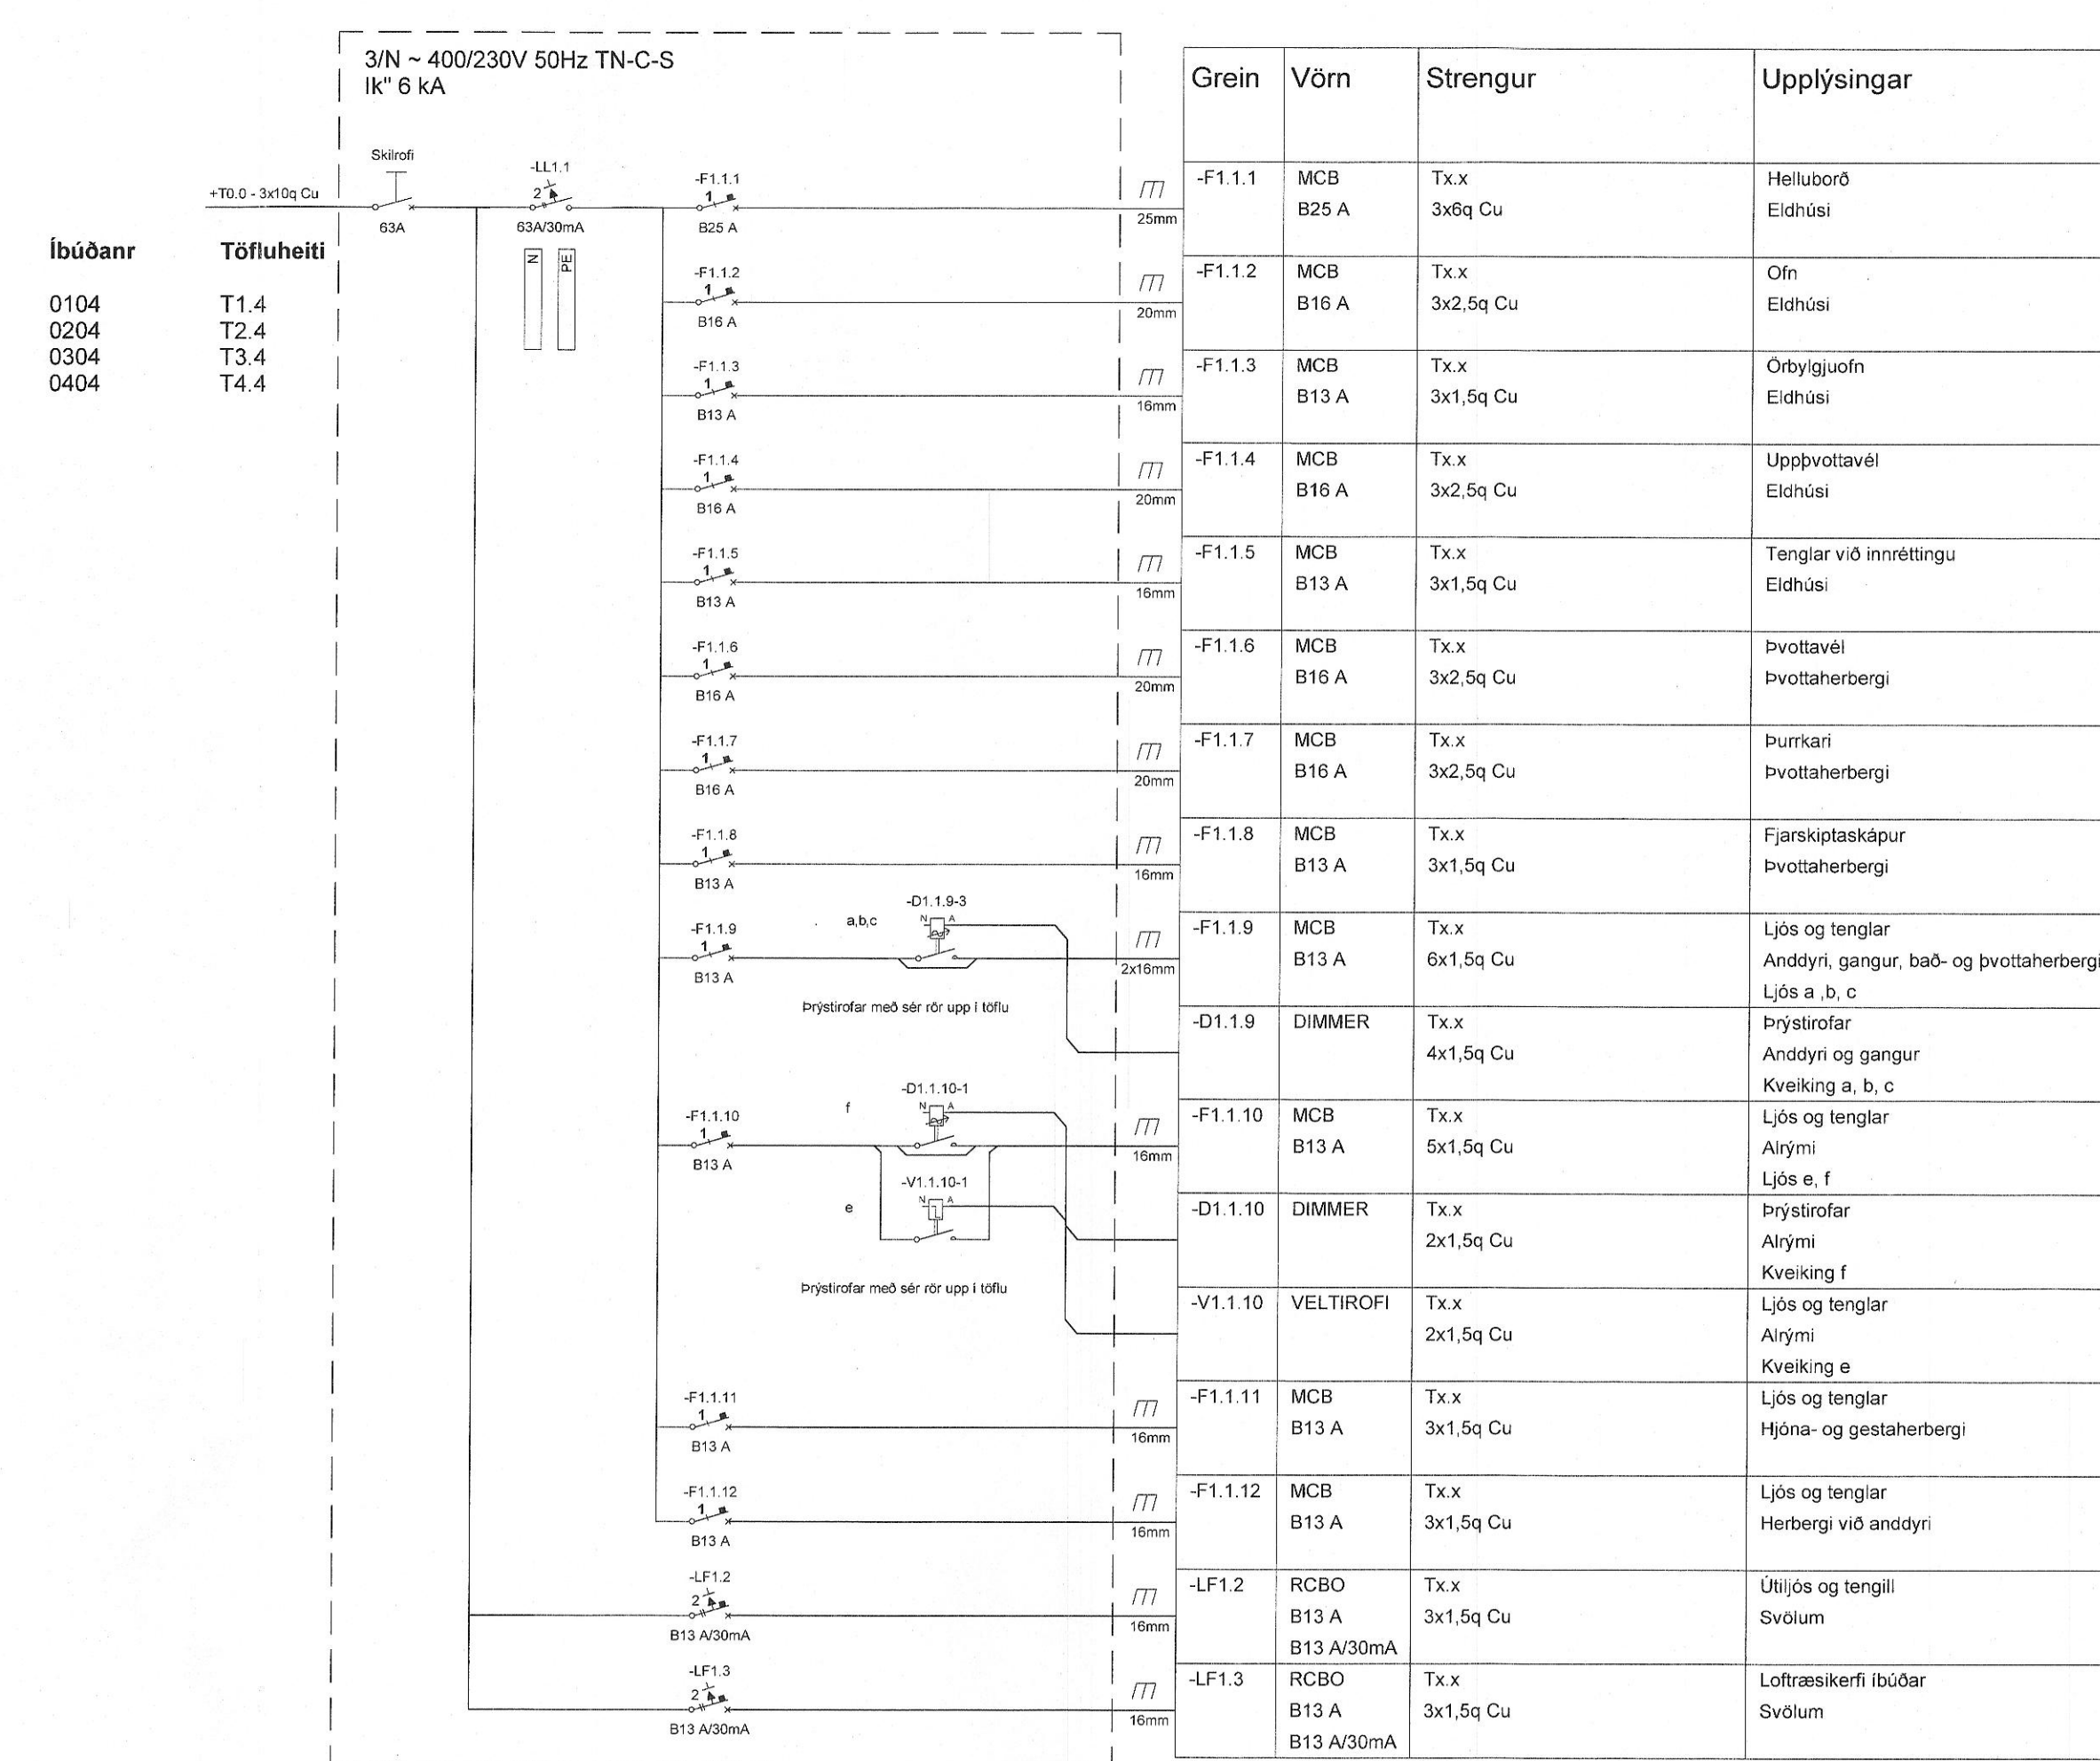 3/N ~ 400/230V 50Hz TN-C-S
Ik" 6 kA
Skilrofi
+T0.0 - 3x10q Cu
63A
-LL1.1
2
63A/30mA
N
PE
Íbúðanr Töfluheiti
0104 T1.4
0204 T2.4
0304 T3.4
0404 T4.4
-F1.1.1
1
B25 A
25mm
-F1.1.2
1
B16 A
20mm
-F1.1.3
1
B13 A
16mm
-F1.1.4
1
B16 A
20mm
-F1.1.5
1
B13 A
16mm
-F1.1.6
1
B16 A
20mm
-F1.1.7
1
B16 A
20mm
-F1.1.8
1
B13 A
16mm
-F1.1.9
1
B13 A
a,b,c
-D1.1.9-3
N A
2x16mm
Þrýstirofar með sér rör upp í töflu
-F1.1.10
1
B13 A
f
-D1.1.10-1
N A
16mm
e
-V1.1.10-1
N A
Þrýstirofar með sér rör upp í töflu
-F1.1.11
1
B13 A
16mm
-F1.1.12
1
B13 A
16mm
-LF1.2
2
B13 A/30mA
16mm
-LF1.3
2
B13 A/30mA
16mm
Grein Vörn Strengur Upplýsingar
-F1.1.1 MCB Tx.x Helluborð
B25 A 3x6q Cu Eldhúsi
-F1.1.2 MCB Tx.x Ofn
B16 A 3x2,5q Cu Eldhúsi
-F1.1.3 MCB Tx.x Örbylgjuofn
B13 A 3x1,5q Cu Eldhúsi
-F1.1.4 MCB Tx.x Uppþvottavél
B16 A 3x2,5q Cu Eldhúsi
-F1.1.5 MCB Tx.x Tenglar við innréttingu
B13 A 3x1,5q Cu Eldhúsi
-F1.1.6 MCB Tx.x Þvottavél
B16 A 3x2,5q Cu Þvottaherbergi
-F1.1.7 MCB Tx.x Þurrkari
B16 A 3x2,5q Cu Þvottaherbergi
-F1.1.8 MCB Tx.x Fjarskiptaskápur
B13 A 3x1,5q Cu Þvottaherbergi
-F1.1.9 MCB Tx.x Ljós og tenglar
B13 A 6x1,5q Cu Anddyri, gangur, bað- og þvottaherbergi
Ljós a ,b, c
-D1.1.9 DIMMER Tx.x Þrýstirofar
4x1,5q Cu Anddyri og gangur
Kveiking a, b, c
-F1.1.10 MCB Tx.x Ljós og tenglar
B13 A 5x1,5q Cu Alrými
Ljós e, f
-D1.1.10 DIMMER Tx.x Þrýstirofar
2x1,5q Cu Alrými
Kveiking f
-V1.1.10 VELTIROFI Tx.x Ljós og tenglar
2x1,5q Cu Alrými
Kveiking e
-F1.1.11 MCB Tx.x Ljós og tenglar
B13 A 3x1,5q Cu Hjóna- og gestaherbergi
-F1.1.12 MCB Tx.x Ljós og tenglar
B13 A 3x1,5q Cu Herbergi við anddyri
-LF1.2 RCBO Tx.x Útiljós og tengill
B13 A 3x1,5q Cu Svölum
B13 A/30mA
-LF1.3 RCBO Tx.x Loftræsikerfi íbúðar
B13 A 3x1,5q Cu Svölum
B13 A/30mA